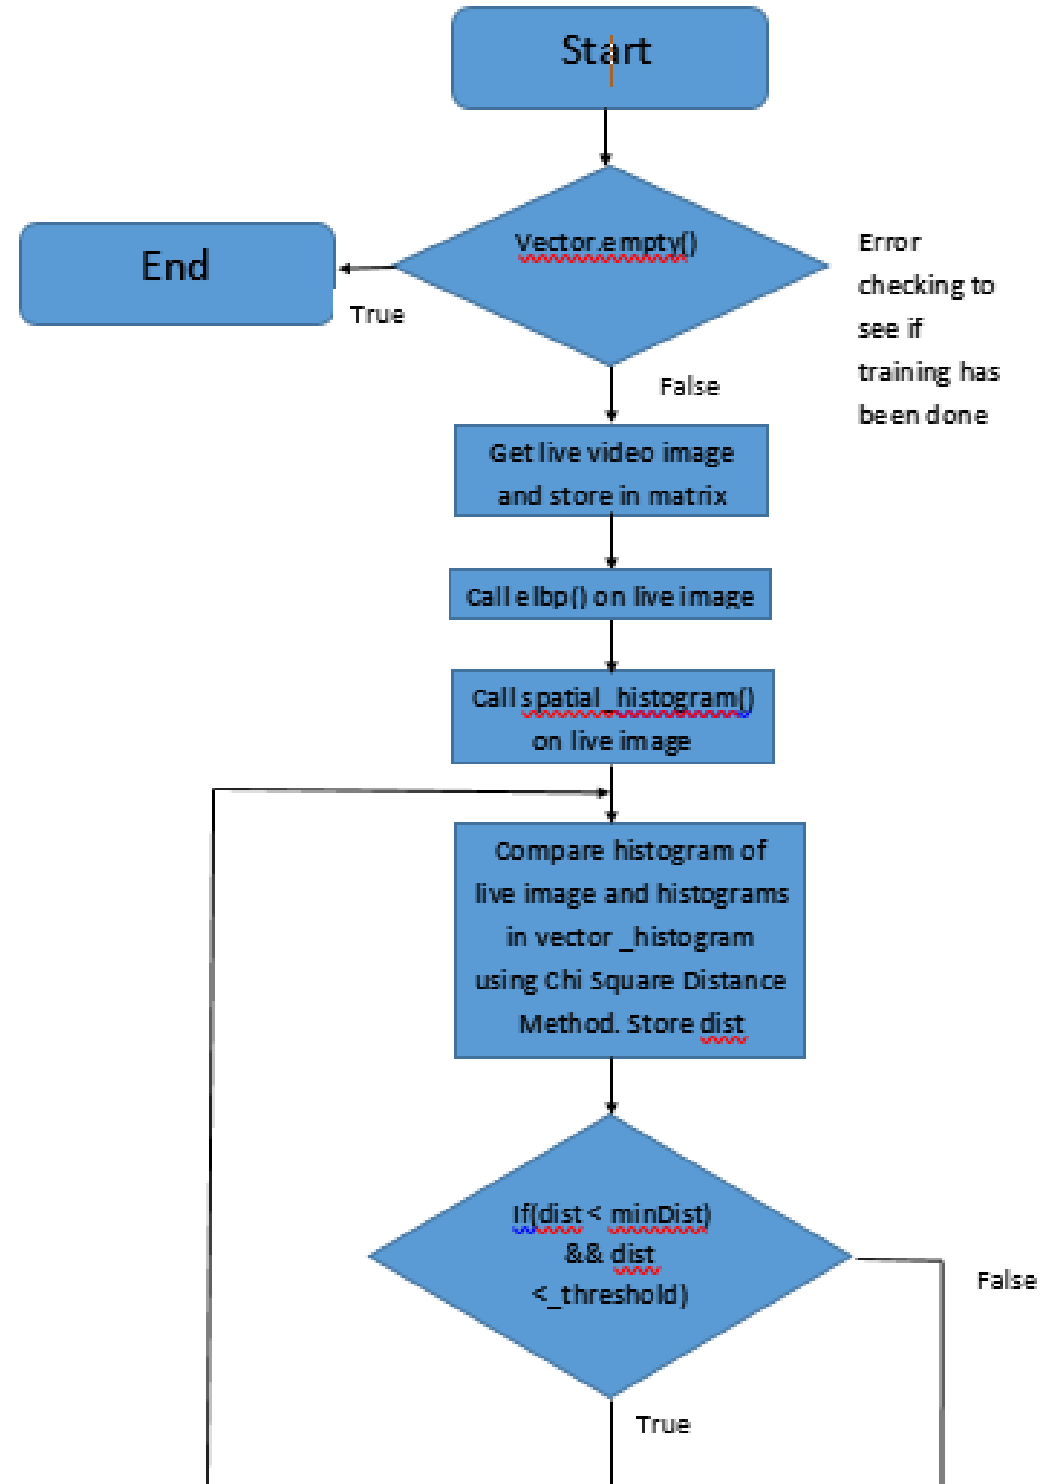 Start
Vector.empty()
End
True
Error
checking to
see if
training has
been done
False
Get live video image
and store in matrix
Call elbp() on live image
Call spatial_histogram()
on live image
Compare histogram of
live image and histograms
in vector _histogram
using Chi Square Distance
Method. Store dist
If(dist < minDist)
&& dist
<_threshold)
False
True